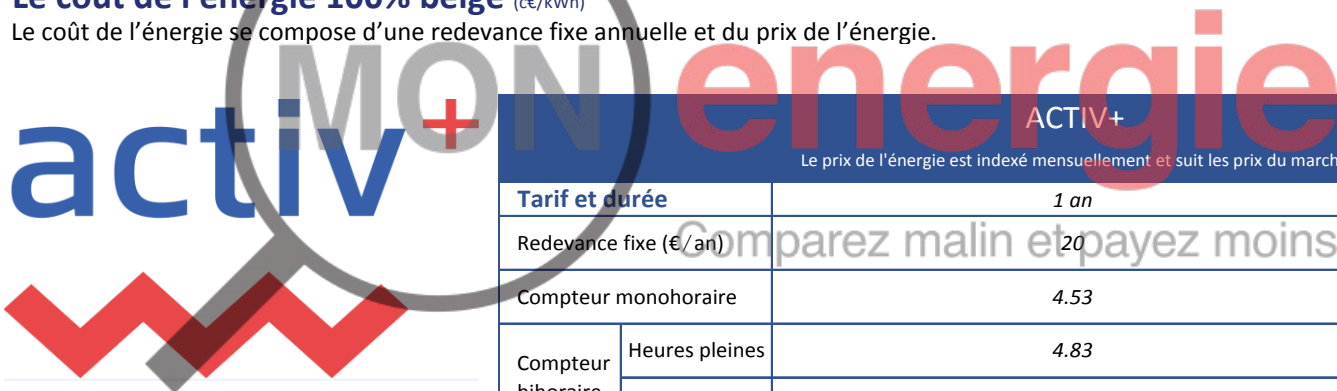 Le coût de l'énergie 100% belge (c€/kWh)
Le coût de l’énergie se compose d’une redevance fixe annuelle et du prix de l’énergie.
MON energie
activ+
ACTIV+
Le prix de l'énergie est indexé mensuellement et suit les prix du march
Tarif et durée 1 an
Comparez malin et payez moins
Redevance fixe (€/an) 20
Compteur monohoraire 4.53
Compteur Heures pleines 4.83
bihoraire